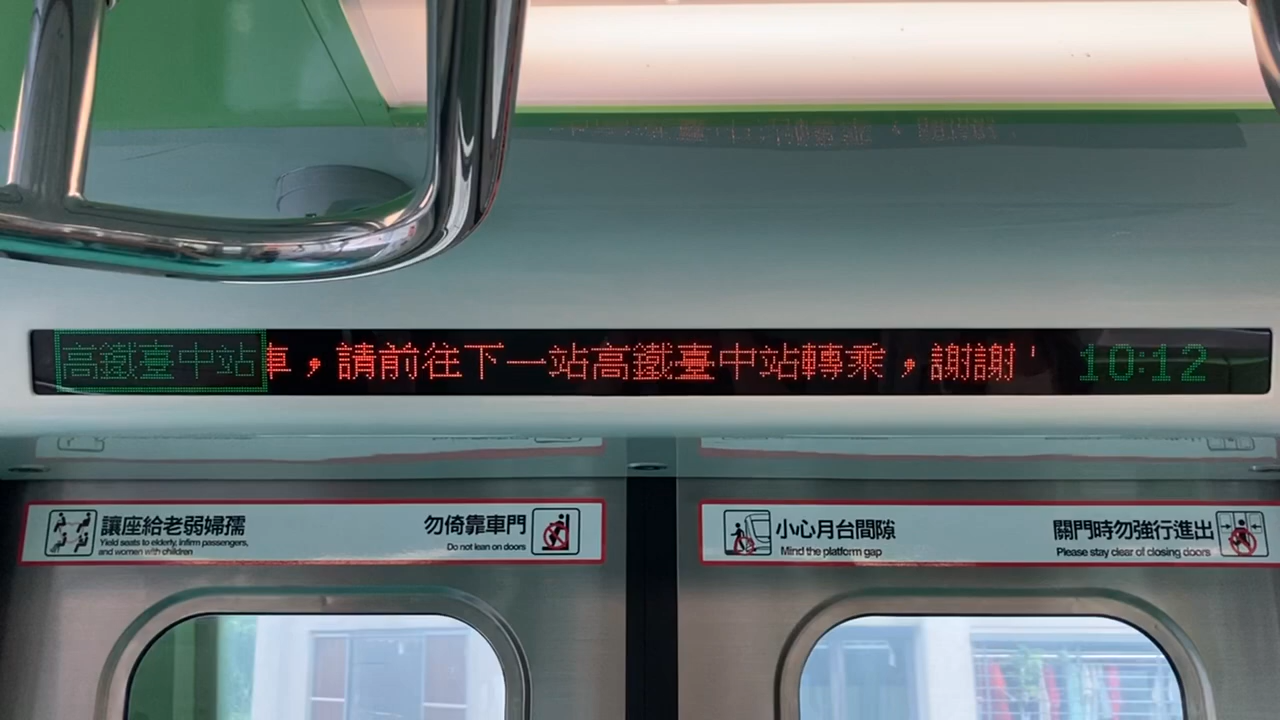 高鐵臺中站 車，請前往下一站高鐵臺中站轉乘，謝謝 10:12
讓座給老弱婦孺
Yield seats to elderly, infirm passengers,
and women with children
勿倚靠車門
Do not lean on doors
小心月台間隙
Mind the platform gap
關門時勿強行進出
Please stay clear of closing doors